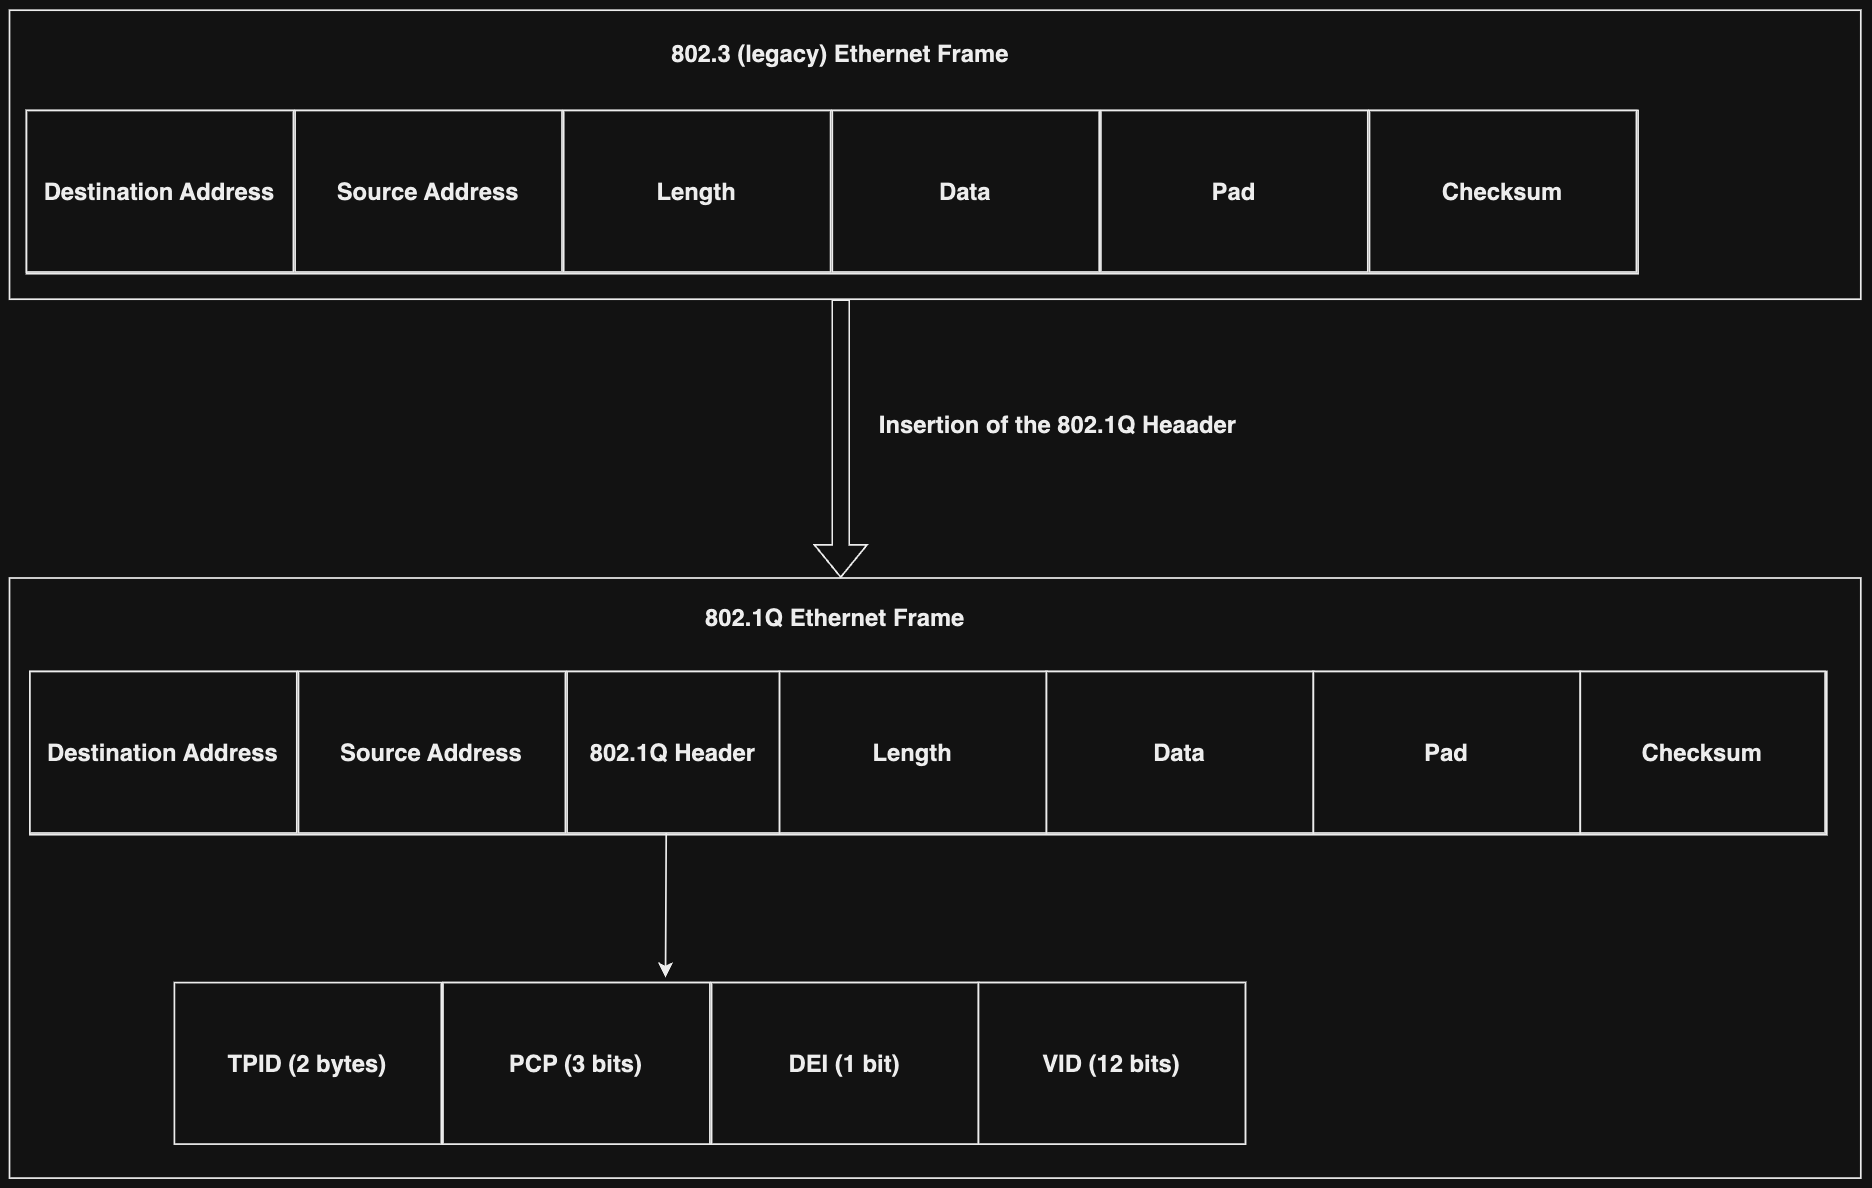 802.3 (legacy) Ethernet Frame
Destination Address
Source Address
Length
Data
Pad
Checksum
Insertion of the 802.1Q Heaader
802.1Q Ethernet Frame
Destination Address
Source Address
802.1Q Header
Length
Data
Pad
Checksum
TPID (2 bytes)
PCP (3 bits)
DEI (1 bit)
VID (12 bits)